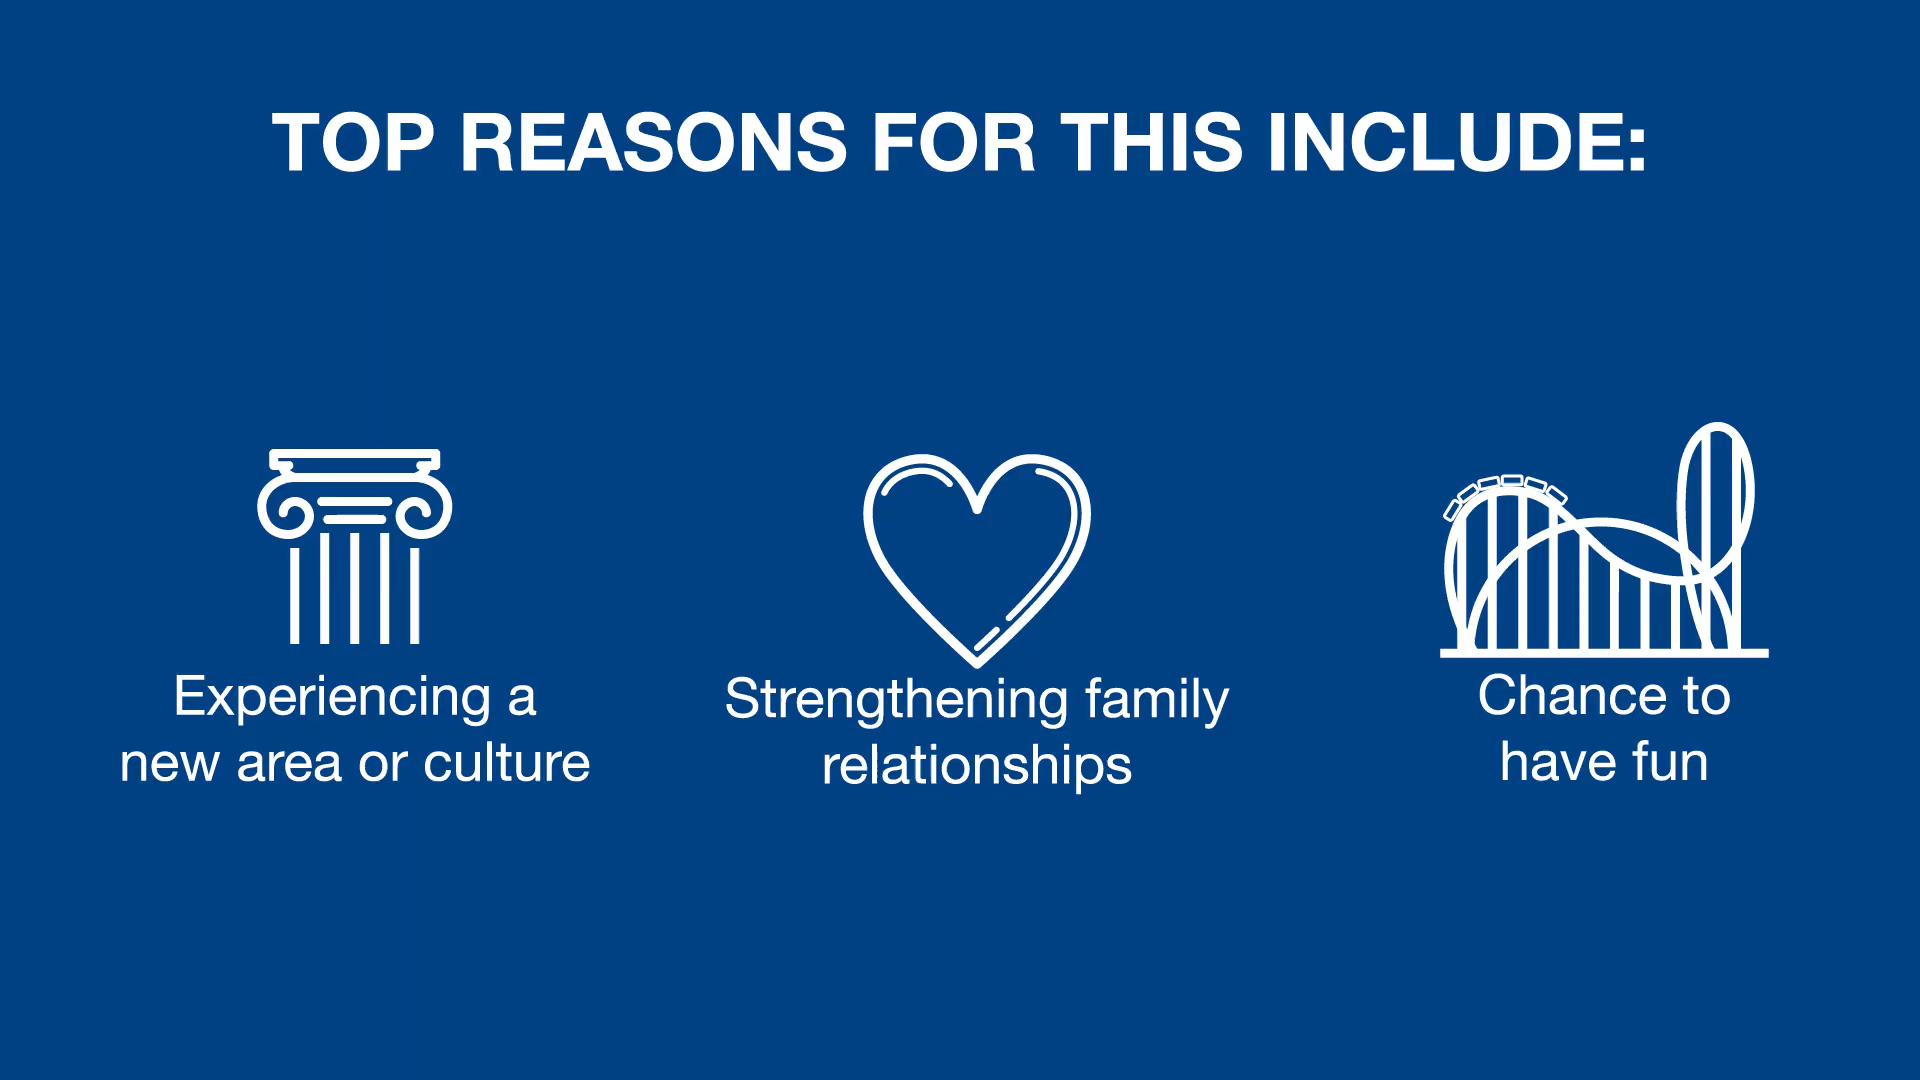 TOP REASONS FOR THIS INCLUDE:
Experiencing a
new area or culture
Strengthening family
relationships
Chance to
have fun